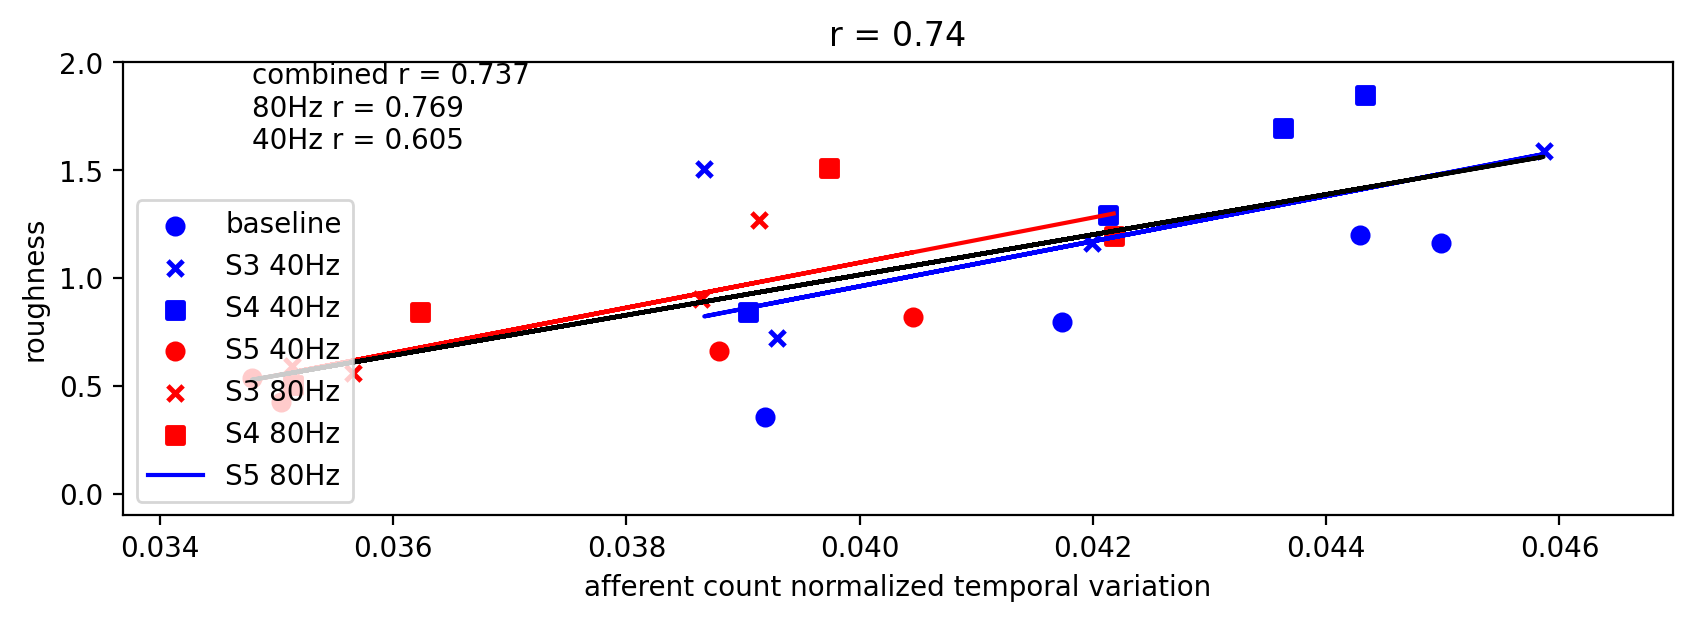 r = 0.74
combined r = 0.737
80Hz r = 0.769
40Hz r = 0.605
2.0
1.5
1.0
0.5
0.0
roughness
baseline
S3 40Hz
S4 40Hz
S5 40Hz
S3 80Hz
S4 80Hz
S5 80Hz
0.034 0.036 0.038 0.040 0.042 0.044 0.046
afferent count normalized temporal variation